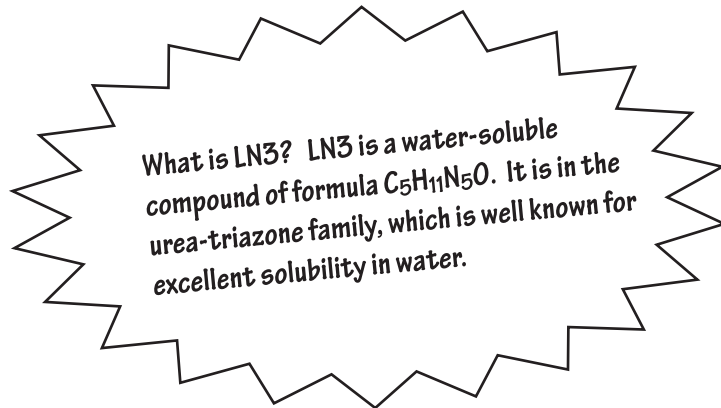 What is LN3?  LN3 is a water-soluble
compound of formula C₅H₁₁N₅O.  It is in the
urea-triazone family, which is well known for
excellent solubility in water.